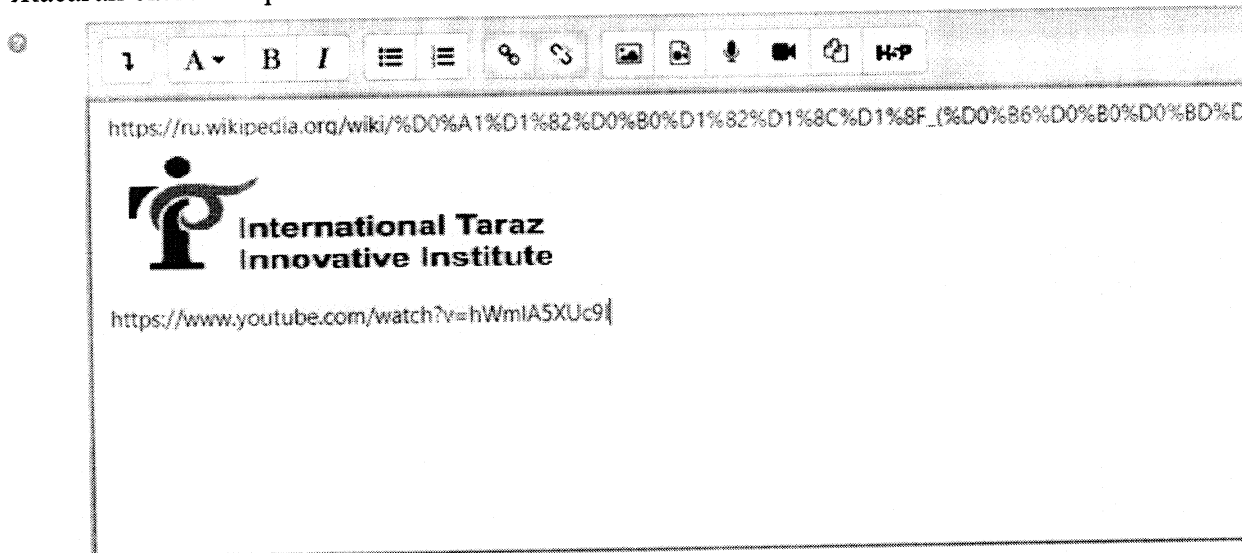 A B I H-P
https://ru.wikipedia.org/wiki/%D0%A1%D1%82%D0%B0%D1%82%D1%8C%D1%8F_(%D0%B6%D0%B0%D0%BD%D
International Taraz
Innovative Institute
https://www.youtube.com/watch?v=hWmIA5XUc9I